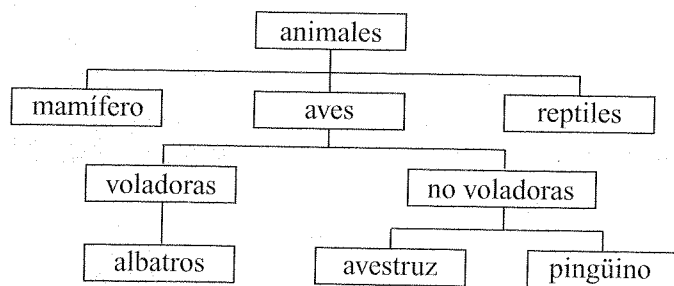 animales
mamífero aves reptiles
voladoras no voladoras
albatros avestruz pingüino